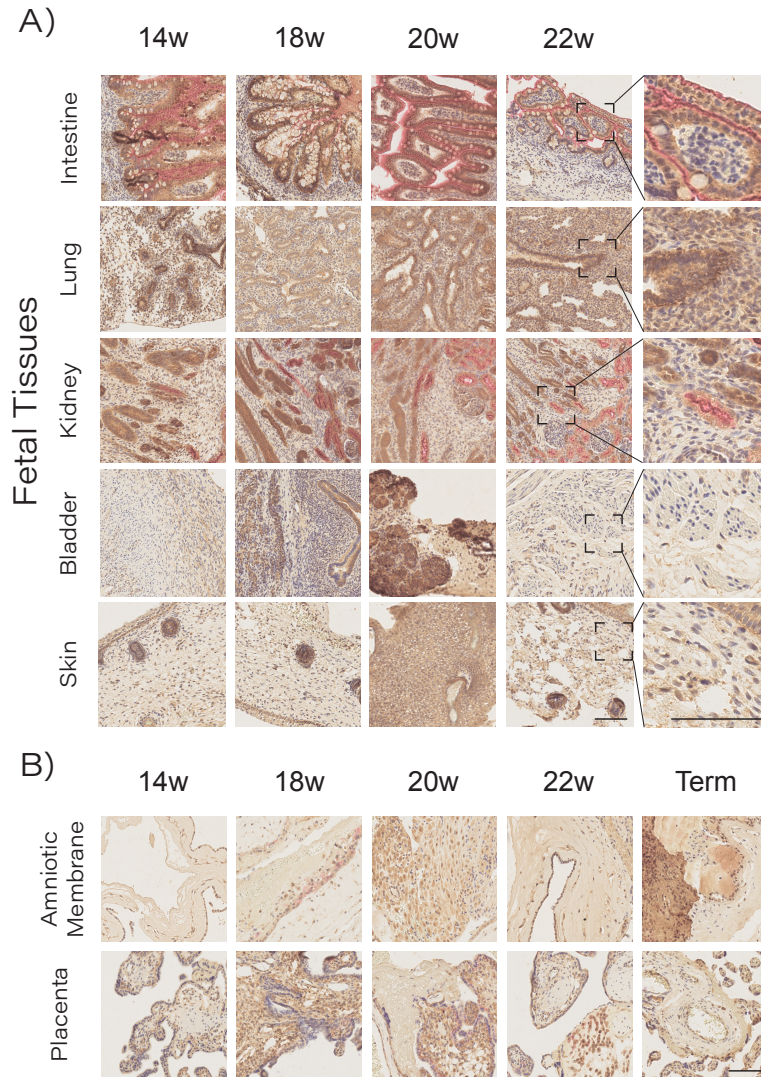 A)
14w 18w 20w 22w
Fetal Tissues
Intestine
Lung
Kidney
Bladder
Skin
B)
14w 18w 20w 22w Term
Amniotic
Membrane
Placenta